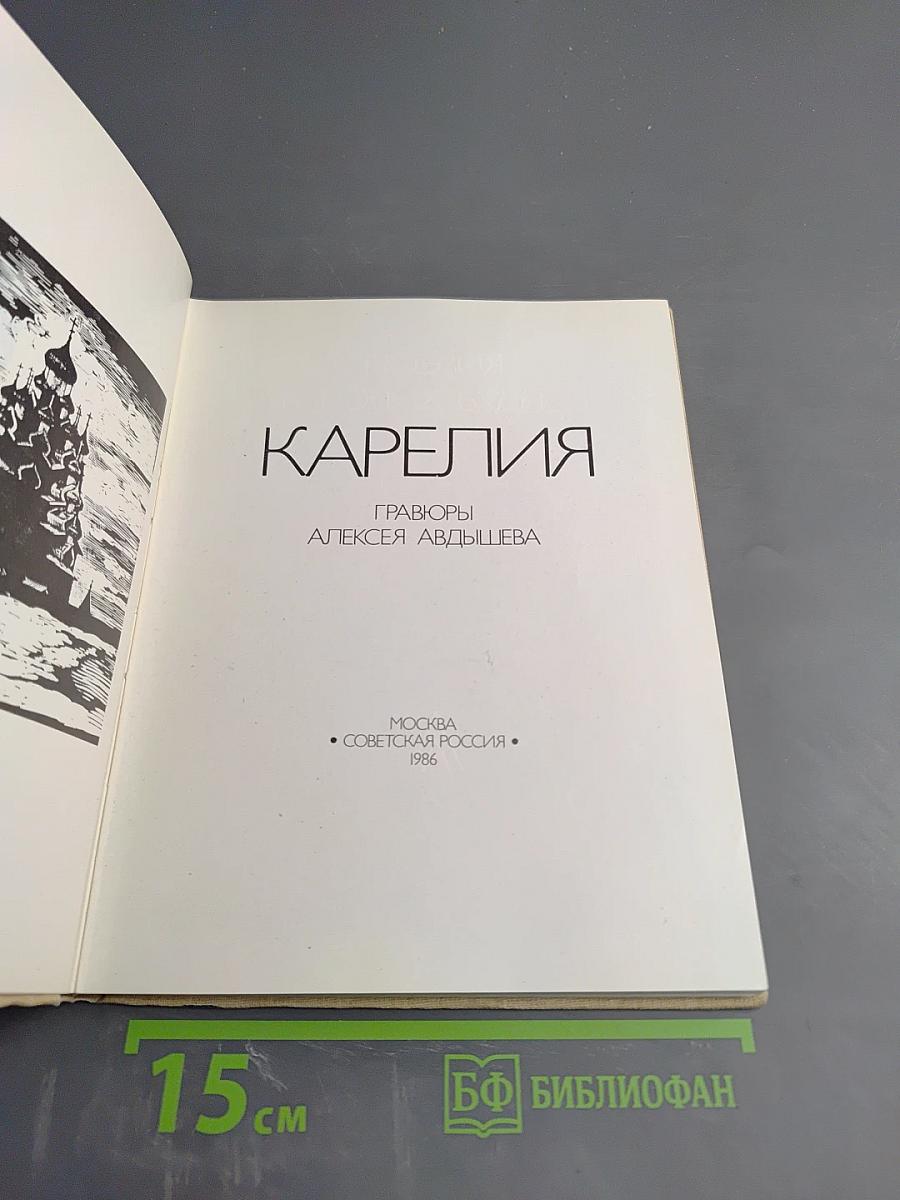 КАРЕЛИЯ
ГРАВЮРЫ
АЛЕКСЕЯ АВДЫШЕВА
МОСКВА
• СОВЕТСКАЯ РОССИЯ •
1986
15 см
БФ БИБЛИОФАН